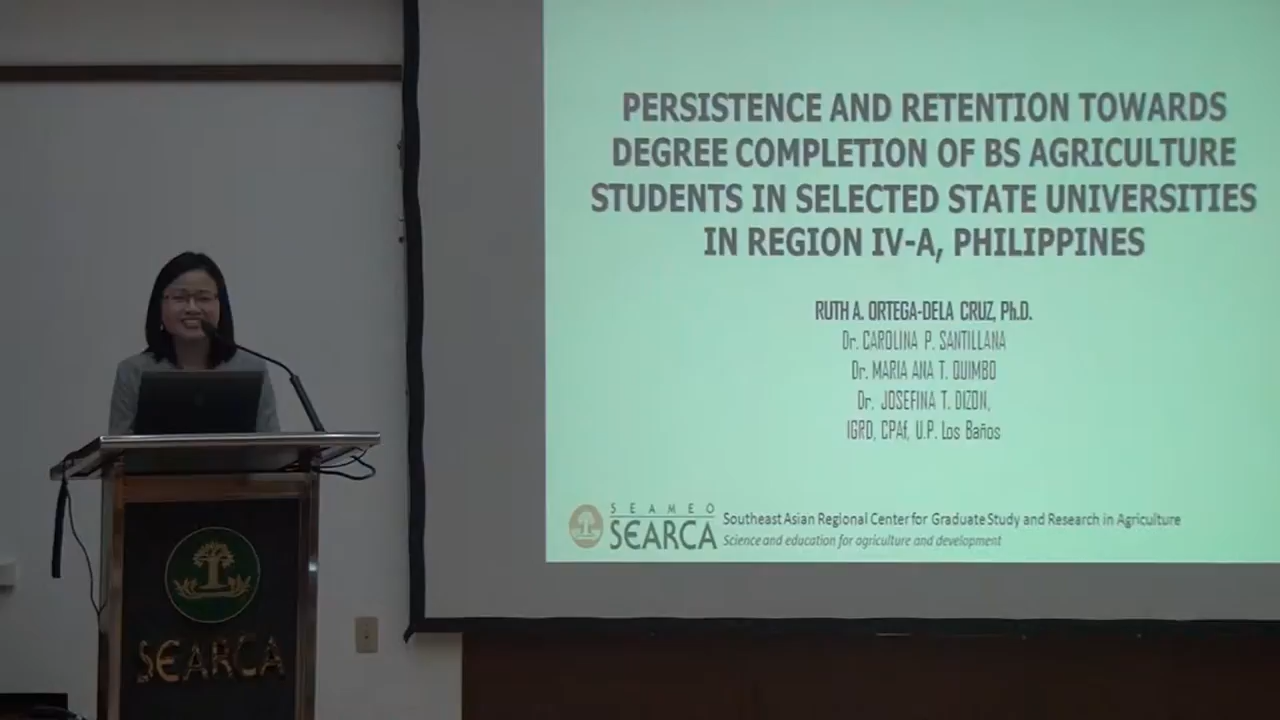 PERSISTENCE AND RETENTION TOWARDS
DEGREE COMPLETION OF BS AGRICULTURE
STUDENTS IN SELECTED STATE UNIVERSITIES
IN REGION IV-A, PHILIPPINES
RUTH A. ORTEGA-DELA CRUZ, Ph.D.
Dr. CAROLINA P. SANTILLANA
Dr. MARIA ANA T. QUIMBO
Dr. JOSEFINA T. DIZON,
IGRD, CPAf, U.P. Los Baños
SEAMEO
SEARCA
Southeast Asian Regional Center for Graduate Study and Research in Agriculture
Science and education for agriculture and development
SEARCA